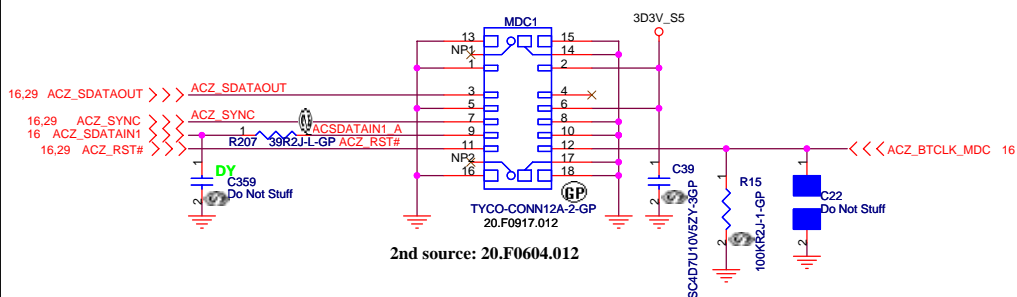 3D3V_S5
MDC1
13
15
NP1
14
1
2
16,29 ACZ_SDATAOUT
ACZ_SDATAOUT
3
4
5
6
16,29 ACZ_SYNC
ACZ_SYNC
7
8
16 ACZ_SDATAIN1
1
R207
39R2J-L-GP
ACSDATAIN1_A
9
10
16,29 ACZ_RST#
ACZ_RST#
11
12
ACZ_BTCLK_MDC 16
NP2
17
16
18
1
DY
C359
Do Not Stuff
2
GP
TYCO-CONN12A-2-GP
20.F0917.012
2nd source: 20.F0604.012
1
C39
2
SC4D7U10V5ZY-3GP
1
R15
2
100KR2J-1-GP
1
C22
Do Not Stuff
2